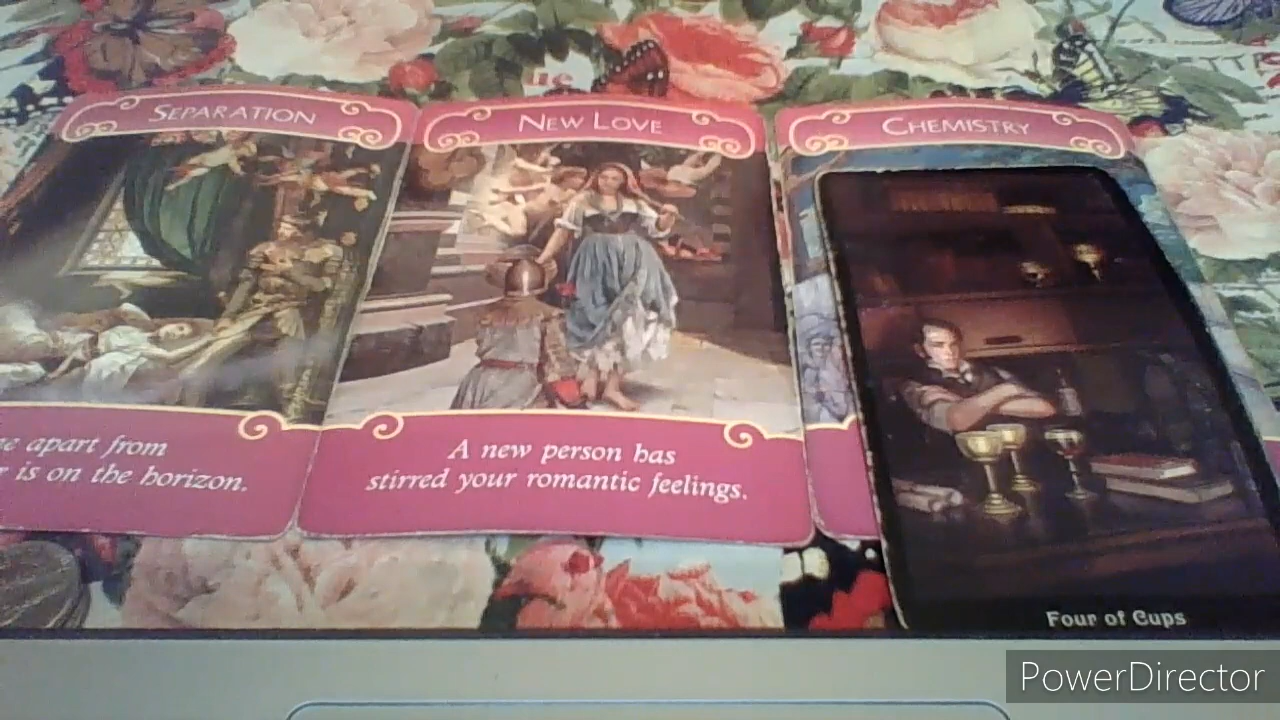 SEPARATION
NEW LOVE
CHEMISTRY
apart from
is on the horizon.
A new person has
stirred your romantic feelings.
Four of Cups
PowerDirector